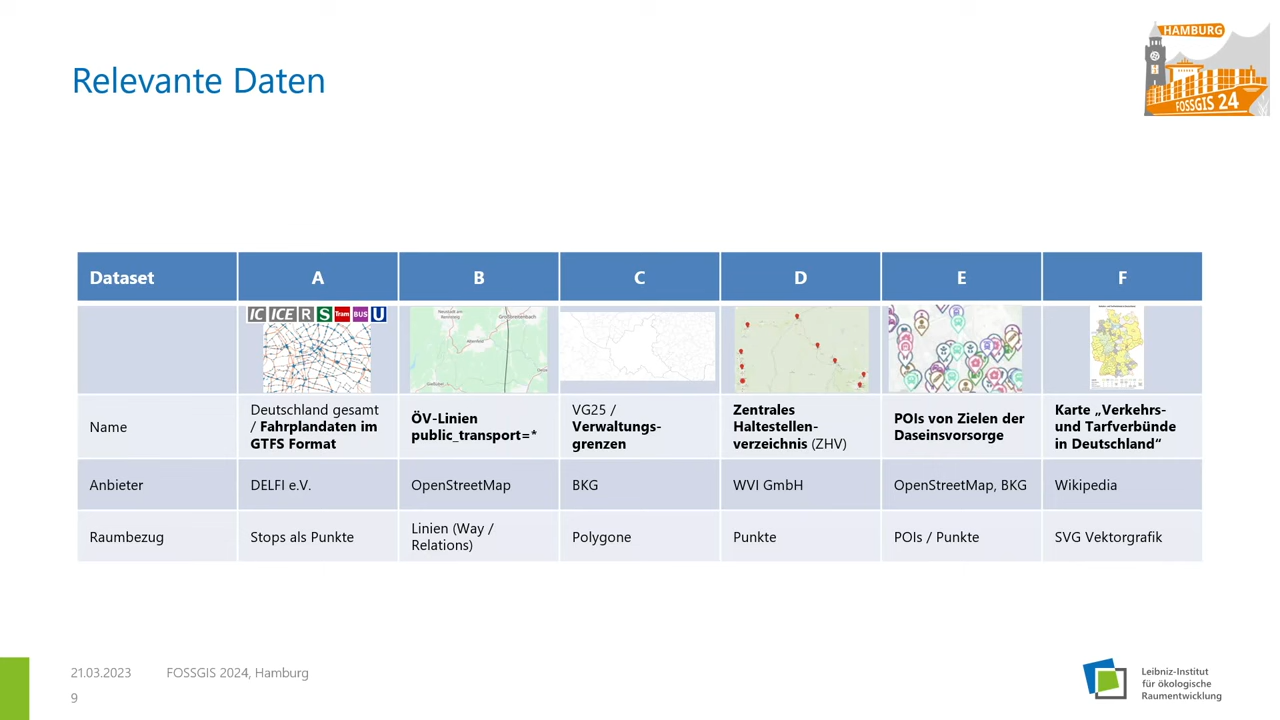 HAMBURG
FOSSGIS 24
Relevante Daten
Dataset A B C D E F
IC ICE R S Tram BUS U
Name
Deutschland gesamt
/ Fahrplandaten im
GTFS Format
ÖV-Linien
public_transport=*
VG25 /
Verwaltungs-
grenzen
Zentrales
Haltestellen-
verzeichnis (ZHV)
POIs von Zielen der
Daseinsvorsorge
Karte „Verkehrs-
und Tarfverbünde
in Deutschland“
Anbieter DELFI e.V. OpenStreetMap BKG WVI GmbH OpenStreetMap, BKG Wikipedia
Raumbezug
Stops als Punkte
Linien (Way /
Relations)
Polygone
Punkte
POIs / Punkte
SVG Vektorgrafik
21.03.2023 FOSSGIS 2024, Hamburg
9
Leibniz-Institut
für ökologische
Raumentwicklung